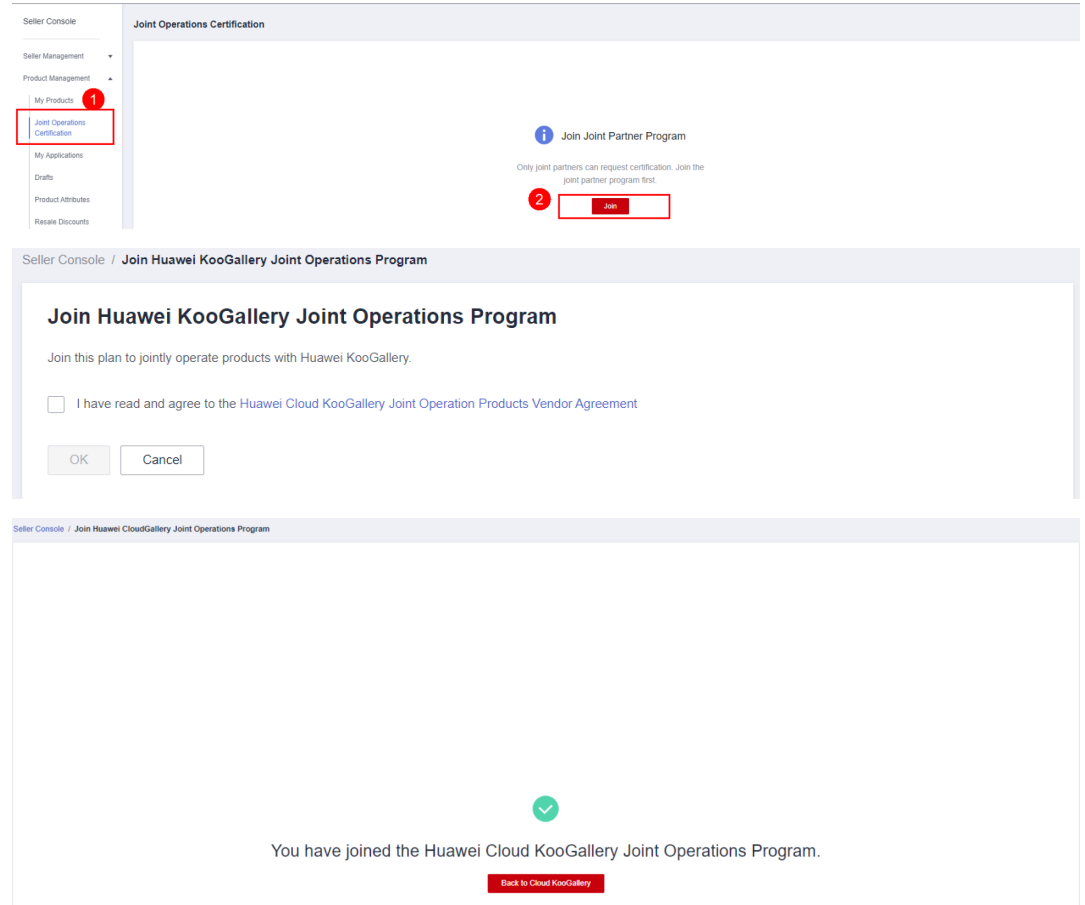 Seller Console
Joint Operations Certification
Seller Management
Product Management
My Products
1
Joint Operations
Certification
My Applications
Drafts
Product Attributes
Resale Discounts
Join Joint Partner Program
Only joint partners can request certification. Join the
joint partner program first.
2
Join
Seller Console / Join Huawei KooGallery Joint Operations Program
Join Huawei KooGallery Joint Operations Program
Join this plan to jointly operate products with Huawei KooGallery.
I have read and agree to the Huawei Cloud KooGallery Joint Operation Products Vendor Agreement
OK
Cancel
Seller Console / Join Huawei CloudGallery Joint Operations Program
You have joined the Huawei Cloud KooGallery Joint Operations Program.
Back to Cloud KooGallery